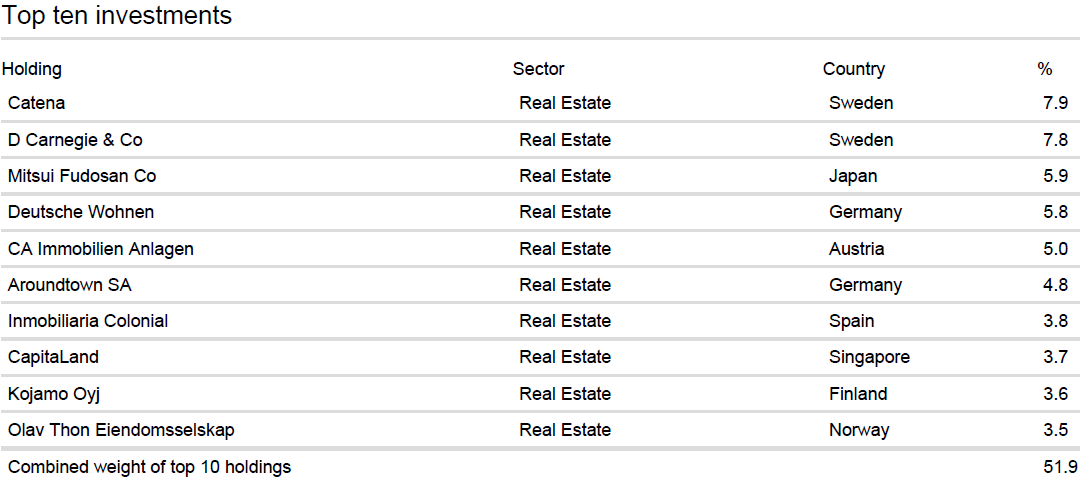 Top ten investments
Holding Sector Country %
Catena Real Estate Sweden 7.9
D Carnegie & Co Real Estate Sweden 7.8
Mitsui Fudosan Co Real Estate Japan 5.9
Deutsche Wohnen Real Estate Germany 5.8
CA Immobilien Anlagen Real Estate Austria 5.0
Aroundtown SA Real Estate Germany 4.8
Inmobiliaria Colonial Real Estate Spain 3.8
CapitaLand Real Estate Singapore 3.7
Kojamo Oyj Real Estate Finland 3.6
Olav Thon Eiendomsselskap Real Estate Norway 3.5
Combined weight of top 10 holdings 51.9